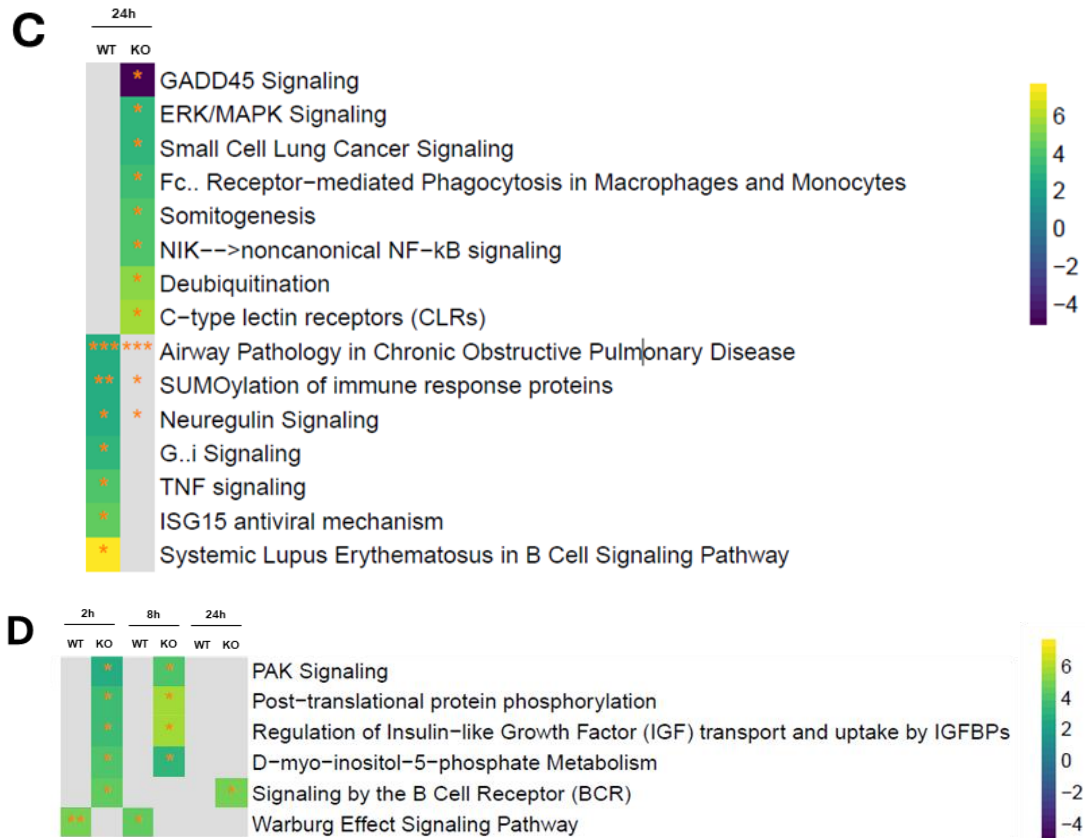 C
24h
WT KO
* GADD45 Signaling
* ERK/MAPK Signaling
* Small Cell Lung Cancer Signaling
* Fc.. Receptor−mediated Phagocytosis in Macrophages and Monocytes
* Somitogenesis
* NIK−−>noncanonical NF−kB signaling
* Deubiquitination
* C−type lectin receptors (CLRs)
*** *** Airway Pathology in Chronic Obstructive Pulmonary Disease
** * SUMOylation of immune response proteins
* * Neuregulin Signaling
* G..i Signaling
* TNF signaling
* ISG15 antiviral mechanism
* Systemic Lupus Erythematosus in B Cell Signaling Pathway
6
4
2
0
−2
−4
D
2h 8h 24h
WT KO WT KO WT KO
* * PAK Signaling
* * Post−translational protein phosphorylation
* * Regulation of Insulin−like Growth Factor (IGF) transport and uptake by IGFBPs
* * D−myo−inositol−5−phosphate Metabolism
* * Signaling by the B Cell Receptor (BCR)
** * Warburg Effect Signaling Pathway
6
4
2
0
−2
−4